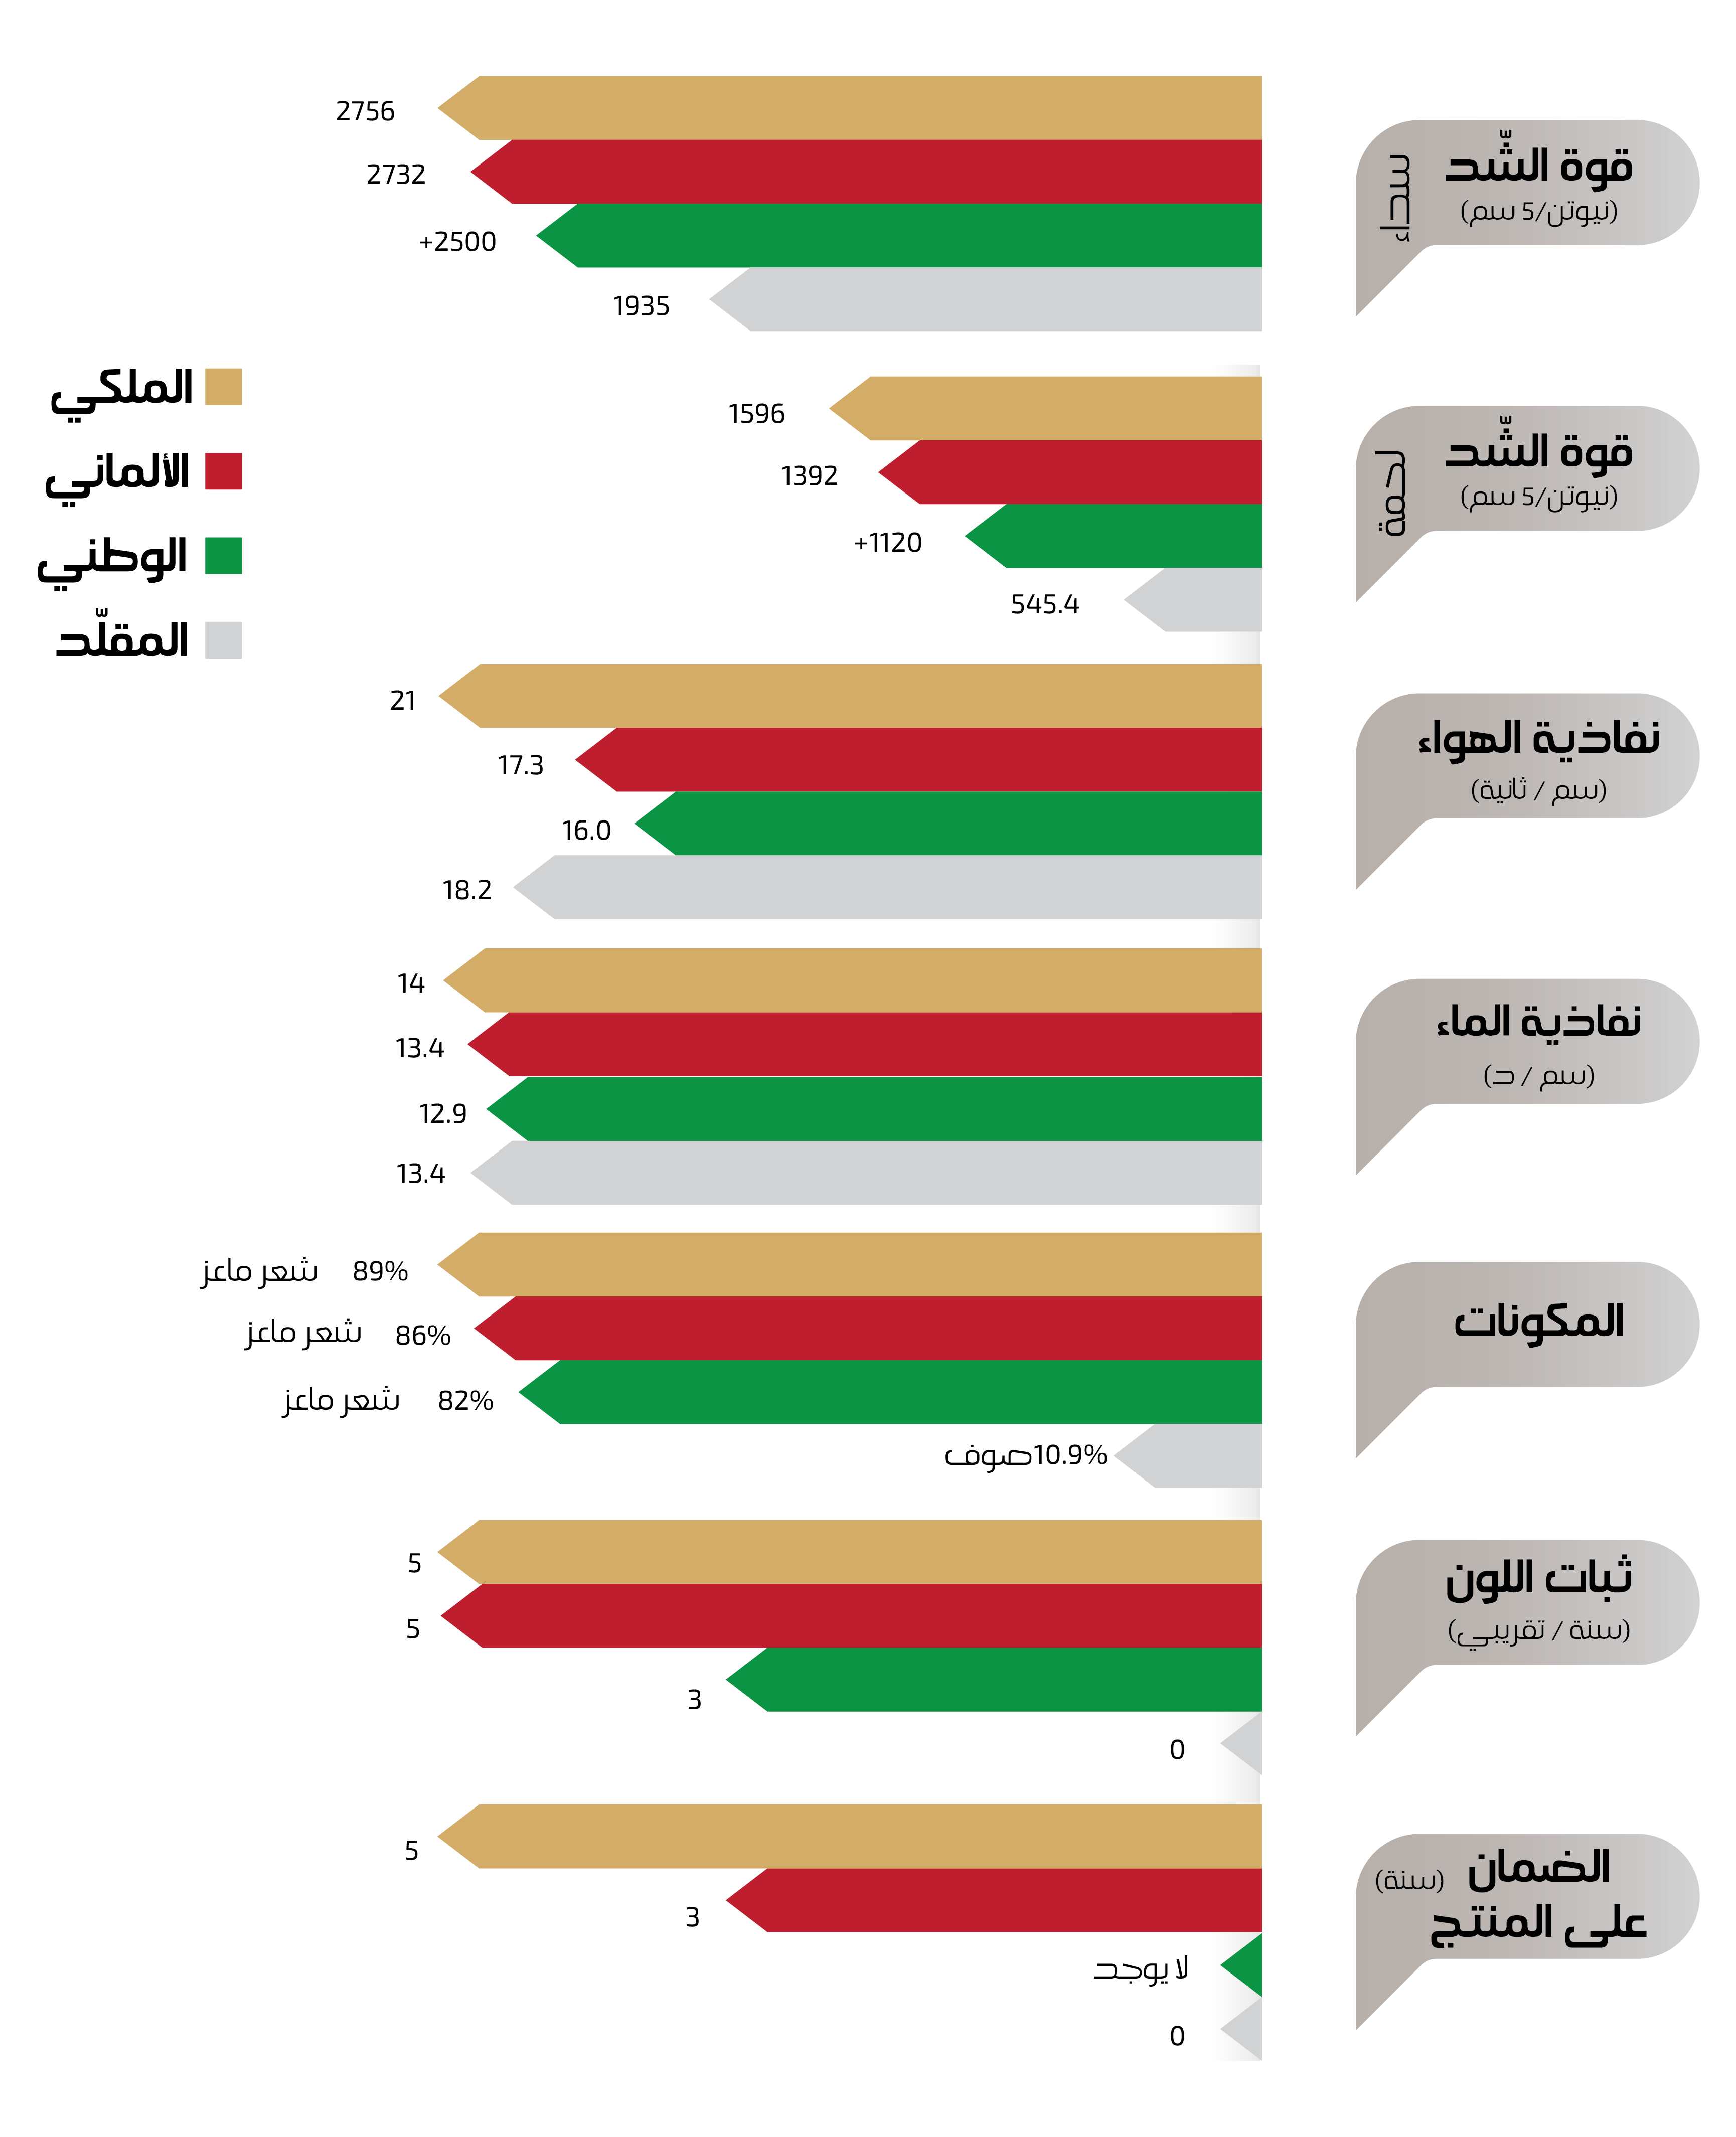 قوة الشّد
(نيوتن/5 سم)
سداء
2756
2732
+2500
1935
قوة الشّد
(نيوتن/5 سم)
لحمة
1596
1392
+1120
545.4
الملكي
الألماني
الوطني
المقلّد
نفاذية الهواء
(سم / ثانية)
21
17.3
16.0
18.2
نفاذية الماء
(سم / د)
14
13.4
12.9
13.4
المكونات
89% شعر ماعز
86% شعر ماعز
82% شعر ماعز
10.9%صوف
ثبات اللون
(سنة / تقريبي)
5
5
3
0
الضمان (سنة)
على المنتج
5
3
لا يوجد
0